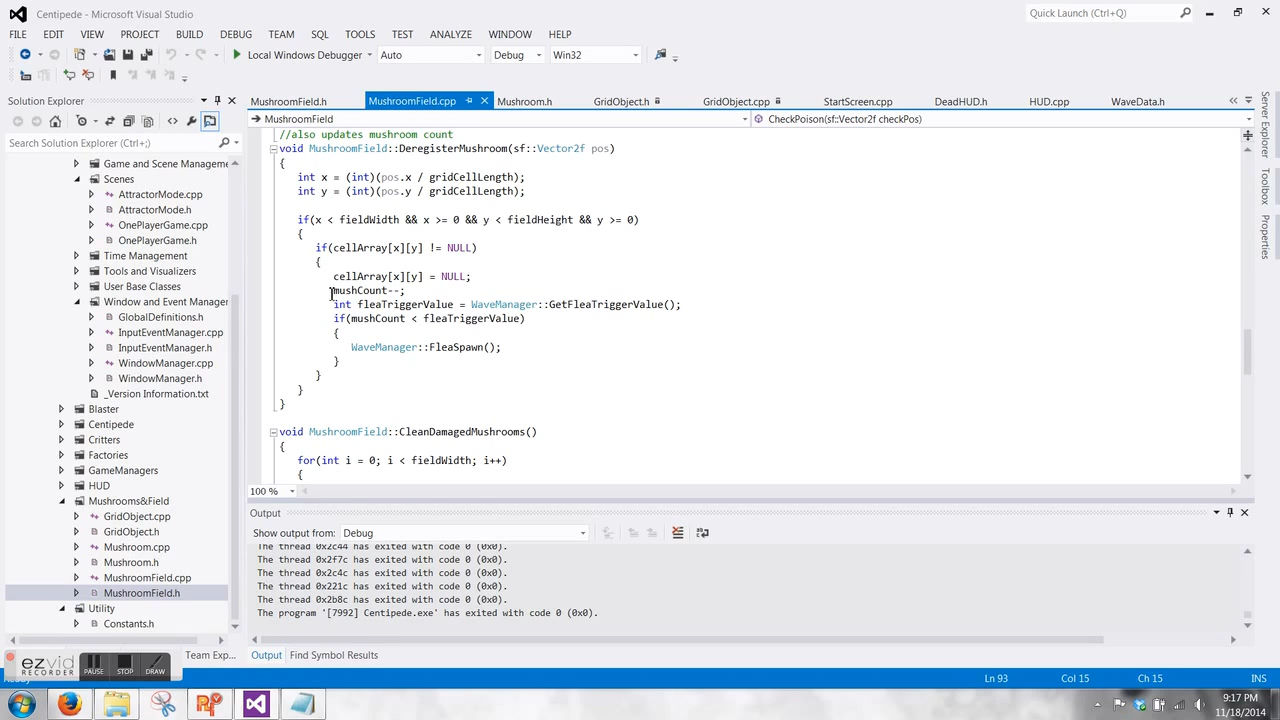 Centipede - Microsoft Visual Studio
Quick Launch (Ctrl+Q)
FILE EDIT VIEW PROJECT BUILD DEBUG TEAM SQL TOOLS TEST ANALYZE WINDOW HELP
Local Windows Debugger Auto Debug Win32
Solution Explorer
MushroomField.h MushroomField.cpp Mushroom.h GridObject.h GridObject.cpp StartScreen.cpp DeadHUD.h HUD.cpp WaveData.h
MushroomField CheckPoison(sf::Vector2f checkPos)
Search Solution Explorer (Ctrl+;)
Game and Scene Manageme
Scenes
AttractorMode.cpp
AttractorMode.h
OnePlayerGame.cpp
OnePlayerGame.h
Time Management
Tools and Visualizers
User Base Classes
Window and Event Manager
GlobalDefinitions.h
InputEventManager.cpp
InputEventManager.h
WindowManager.cpp
WindowManager.h
_Version Information.txt
Blaster
Centipede
Critters
Factories
GameManagers
HUD
Mushrooms&Field
GridObject.cpp
GridObject.h
Mushroom.cpp
Mushroom.h
MushroomField.cpp
MushroomField.h
Utility
Constants.h
//also updates mushroom count
void MushroomField::DeregisterMushroom(sf::Vector2f pos)
{
int x = (int)(pos.x / gridCellLength);
int y = (int)(pos.y / gridCellLength);
if(x < fieldWidth && x >= 0 && y < fieldHeight && y >= 0)
{
if(cellArray[x][y] != NULL)
{
cellArray[x][y] = NULL;
mushCount--;
int fleaTriggerValue = WaveManager::GetFleaTriggerValue();
if(mushCount < fleaTriggerValue)
{
WaveManager::FleaSpawn();
}
}
}
}
void MushroomField::CleanDamagedMushrooms()
{
for(int i = 0; i < fieldWidth; i++)
{
100 %
Output
Show output from: Debug
The thread 0x2c44 has exited with code 0 (0x0).
The thread 0x2f7c has exited with code 0 (0x0).
The thread 0x2c4c has exited with code 0 (0x0).
The thread 0x221c has exited with code 0 (0x0).
The thread 0x2b8c has exited with code 0 (0x0).
The program '[7992] Centipede.exe' has exited with code 0 (0x0).
Server Explorer
Toolbox
Properties
Team Exp...
Output Find Symbol Results
ezvid
RECORDER
PAUSE STOP DRAW
Ln 93 Col 15 Ch 15 INS
9:17 PM
11/18/2014